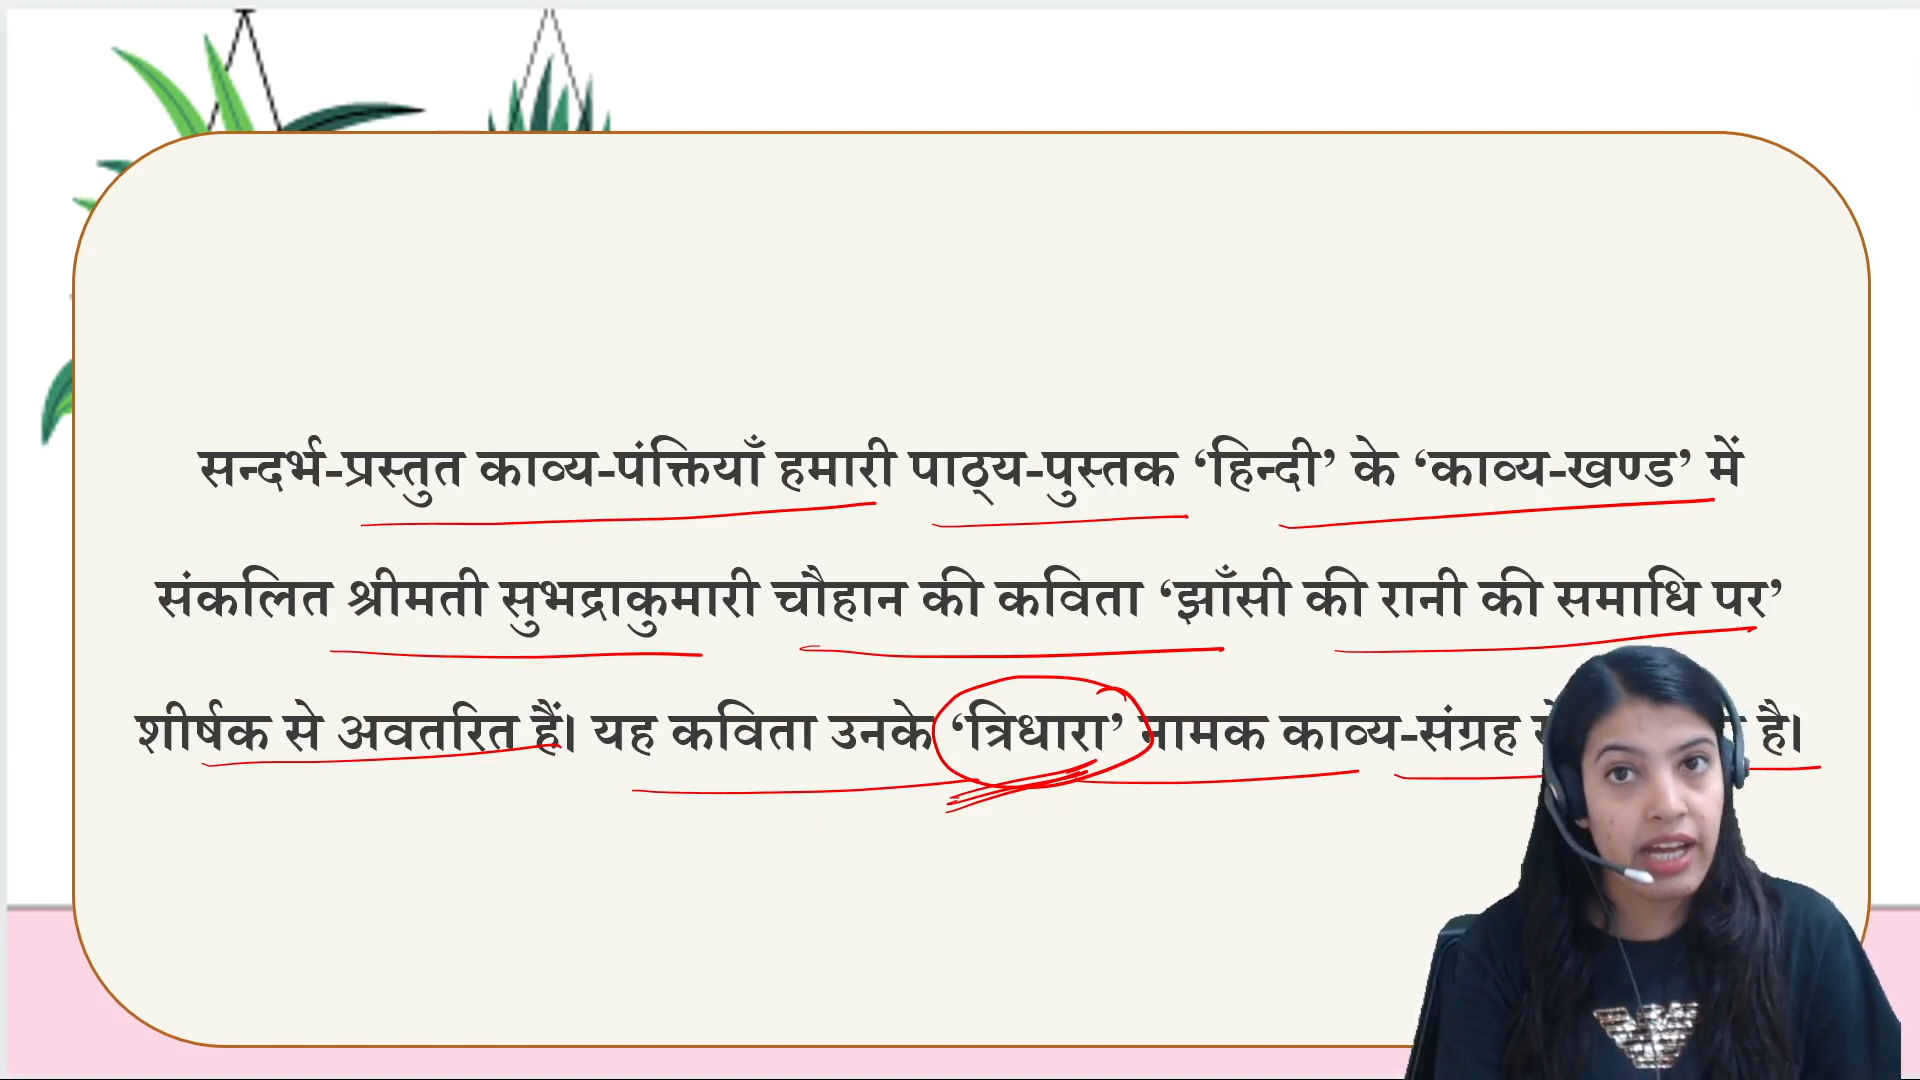 सन्दर्भ-प्रस्तुत काव्य-पंक्तियाँ हमारी पाठ्य-पुस्तक ‘हिन्दी’ के ‘काव्य-खण्ड’ में
संकलित श्रीमती सुभद्राकुमारी चौहान की कविता ‘झाँसी की रानी की समाधि पर’
शीर्षक से अवतरित हैं। यह कविता उनके ‘त्रिधारा’ नामक काव्य-संग्रह है।